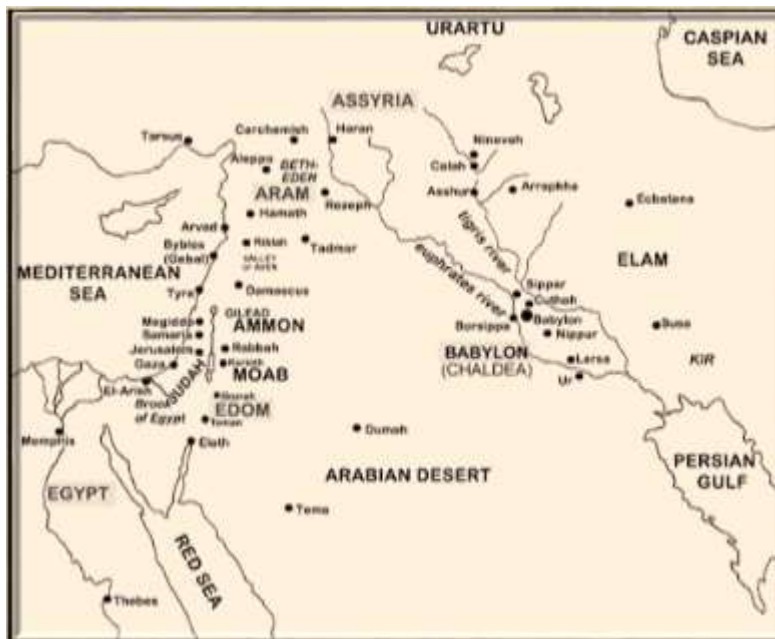 URARTU
CASPIAN
SEA
ASSYRIA
Tarsus
Carchemish
Haran
Ninevah
Calah
Aleppo
BETH-
EDEN
ARAM
Rezeph
Asshur
Arraphha
Ecbatana
Hamath
Arvad
Tadmor
tigris river
Byblos
(Gebal)
VALLEY
euphrates river
ELAM
MEDITERRANEAN
SEA
Tyre
Damascus
Sippar
Cuthah
GILEAD
AMMON
Megiddo
Samaria
Borsippa
Babylon
Nippur
Susa
Jerusalem
Rabbah
BABYLON
(CHALDEA)
Larsa
KIR
Gaza
JUDAH
MOAB
Ur
El-Arish
Brook
of Egypt
EDOM
Teman
Memphis
Elath
Dumah
ARABIAN DESERT
PERSIAN
GULF
EGYPT
Tema
RED SEA
Thebes